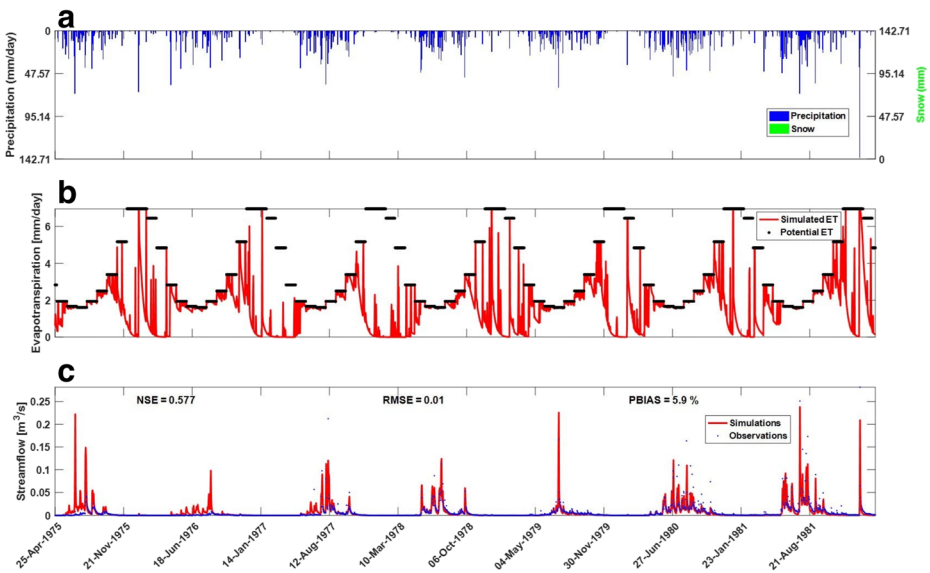 a
0
47.57
95.14
142.71
Precipitation (mm/day)
142.71
95.14
47.57
0
Snow (mm)
Precipitation
Snow
b
6
4
2
0
Evapotranspiration [mm/day]
Simulated ET
Potential ET
c
NSE = 0.577
RMSE = 0.01
PBIAS = 5.9 %
0.25
0.2
0.15
0.1
0.05
0
Streamflow [m³/s]
Simulations
Observations
25-Apr-1975
21-Nov-1975
18-Jun-1976
14-Jan-1977
12-Aug-1977
10-Mar-1978
06-Oct-1978
04-May-1979
30-Nov-1979
27-Jun-1980
23-Jan-1981
21-Aug-1981